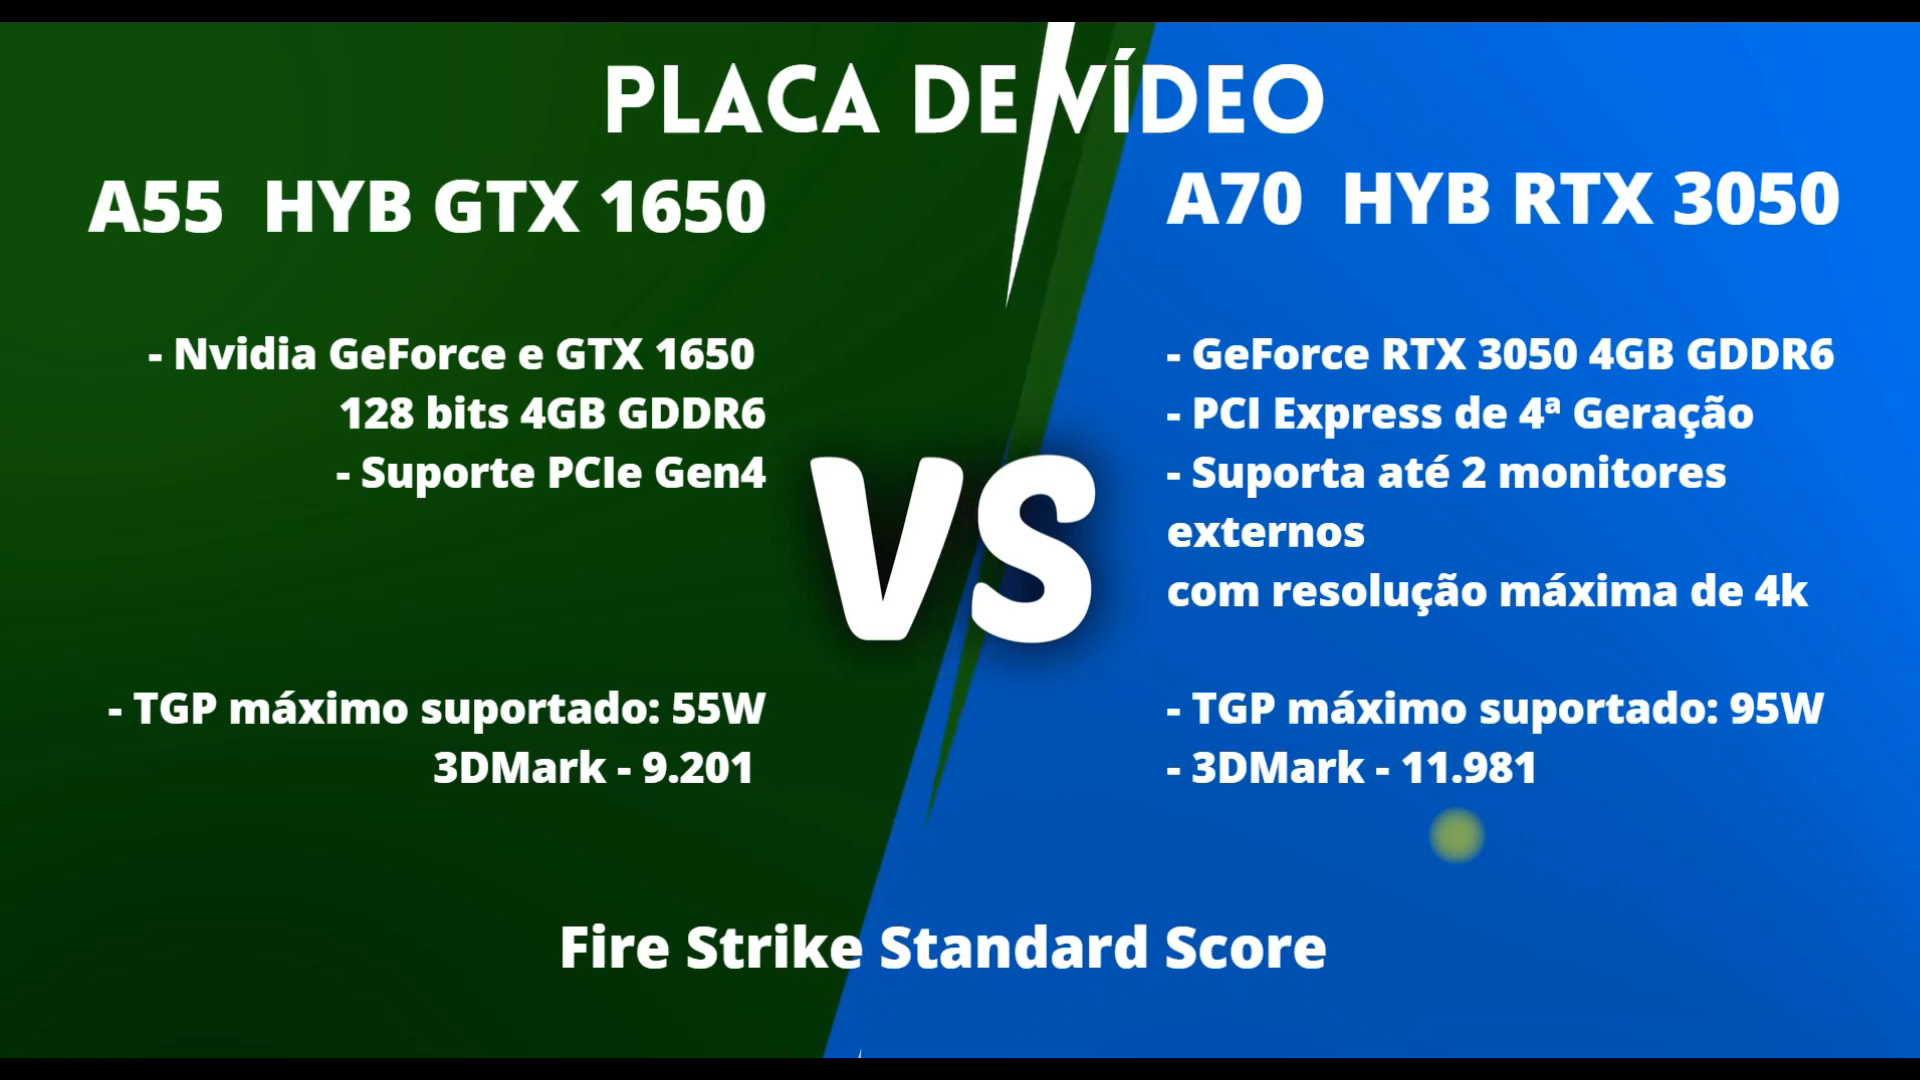 PLACA DE VÍDEO
A55 HYB GTX 1650
- Nvidia GeForce e GTX 1650
128 bits 4GB GDDR6
- Suporte PCIe Gen4
- TGP máximo suportado: 55W
3DMark - 9.201
VS
A70 HYB RTX 3050
- GeForce RTX 3050 4GB GDDR6
- PCI Express de 4ª Geração
- Suporta até 2 monitores
externos
com resolução máxima de 4k
- TGP máximo suportado: 95W
- 3DMark - 11.981
Fire Strike Standard Score